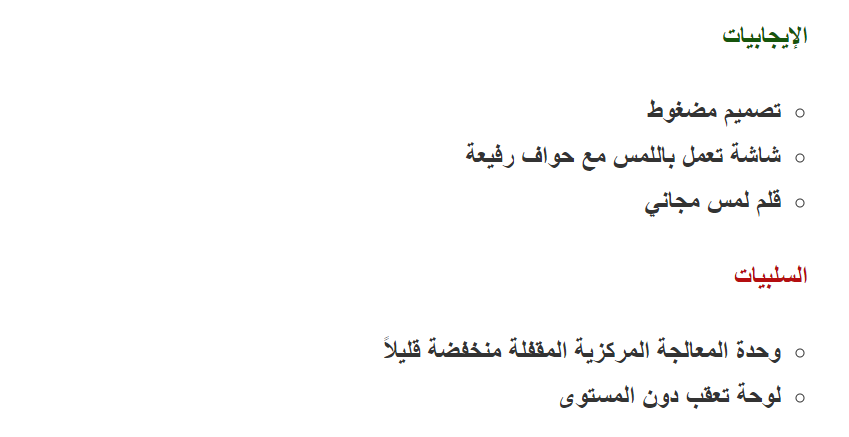 الإيجابيات
تصميم مضغوط
شاشة تعمل باللمس مع حواف رفيعة
قلم لمس مجاني
السلبيات
وحدة المعالجة المركزية المقفلة منخفضة قليلاً
لوحة تعقب دون المستوى